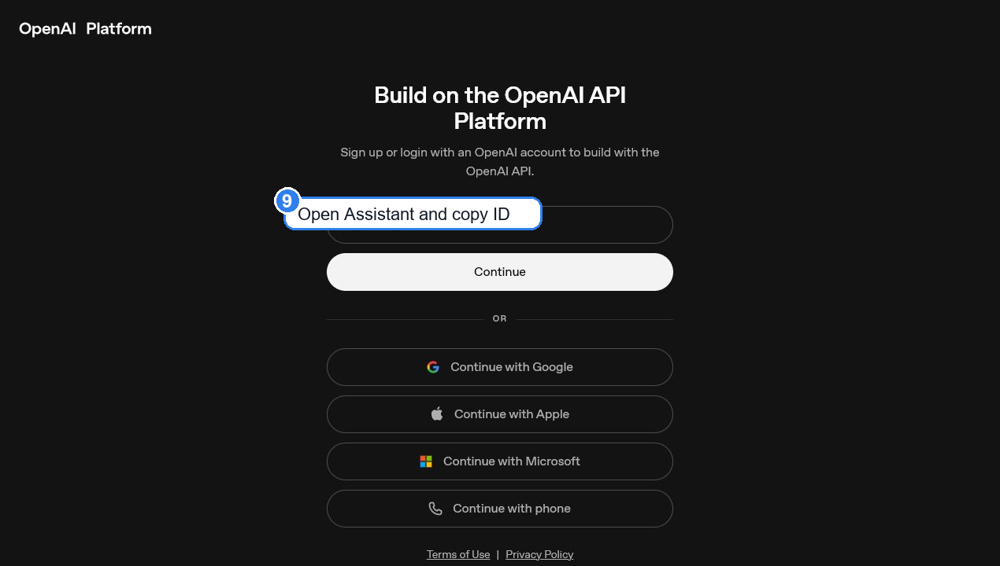 OpenAI Platform
Build on the OpenAI API
Platform
Sign up or login with an OpenAI account to build with the
OpenAI API.
9
Open Assistant and copy ID
Continue
OR
Continue with Google
Continue with Apple
Continue with Microsoft
Continue with phone
Terms of Use | Privacy Policy